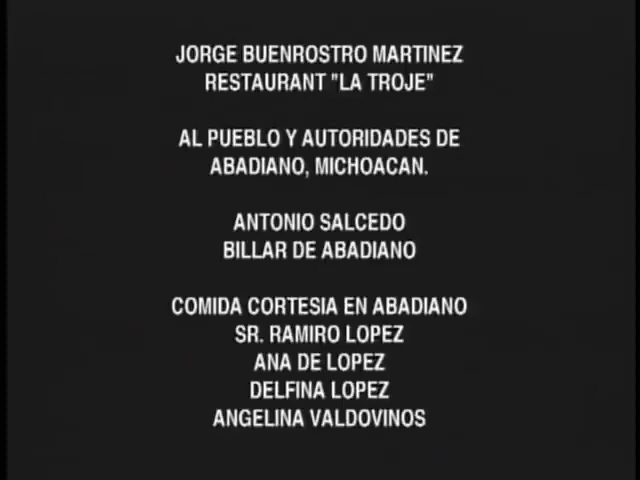 JORGE BUENROSTRO MARTINEZ
RESTAURANT "LA TROJE"
AL PUEBLO Y AUTORIDADES DE
ABADIANO, MICHOACAN.
ANTONIO SALCEDO
BILLAR DE ABADIANO
COMIDA CORTESIA EN ABADIANO
SR. RAMIRO LOPEZ
ANA DE LOPEZ
DELFINA LOPEZ
ANGELINA VALDOVINOS